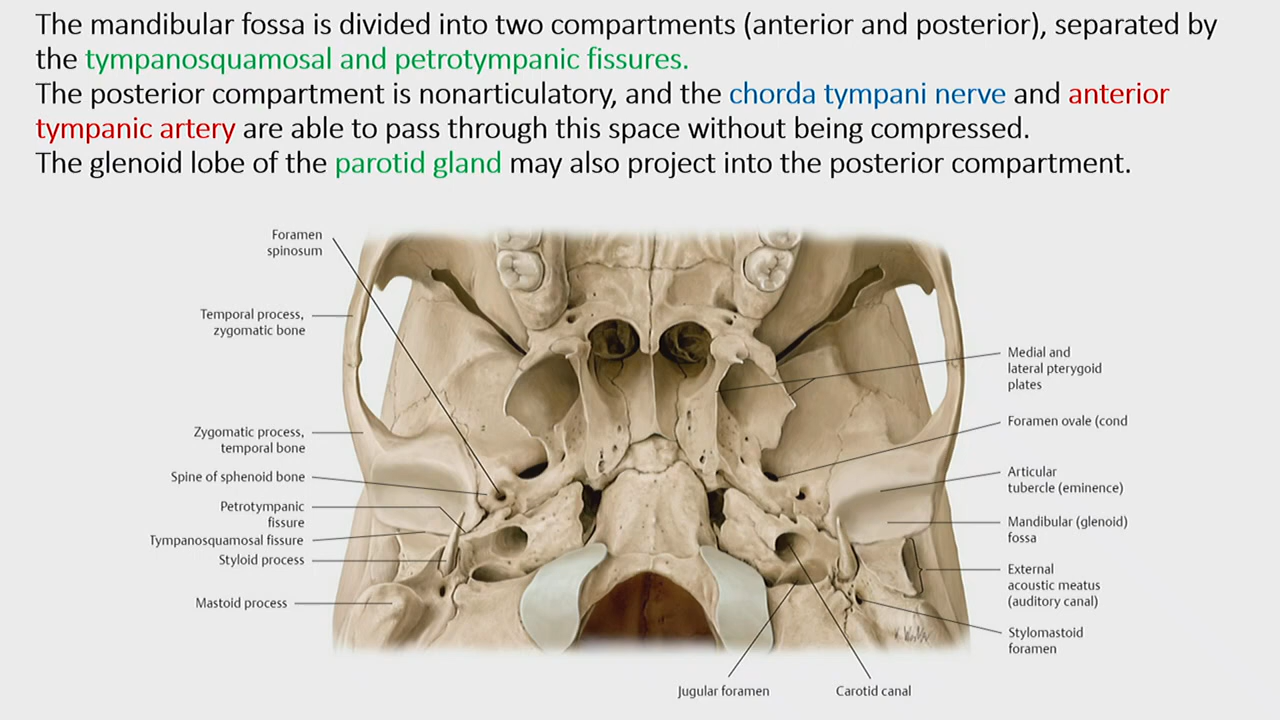 The mandibular fossa is divided into two compartments (anterior and posterior), separated by
the tympanosquamosal and petrotympanic fissures.
The posterior compartment is nonarticulatory, and the chorda tympani nerve and anterior
tympanic artery are able to pass through this space without being compressed.
The glenoid lobe of the parotid gland may also project into the posterior compartment.
Foramen
spinosum
Temporal process,
zygomatic bone
Zygomatic process,
temporal bone
Spine of sphenoid bone
Petrotympanic
fissure
Tympanosquamosal fissure
Styloid process
Mastoid process
Medial and
lateral pterygoid
plates
Foramen ovale (cond
Articular
tubercle (eminence)
Mandibular (glenoid)
fossa
External
acoustic meatus
(auditory canal)
Stylomastoid
foramen
Jugular foramen
Carotid canal